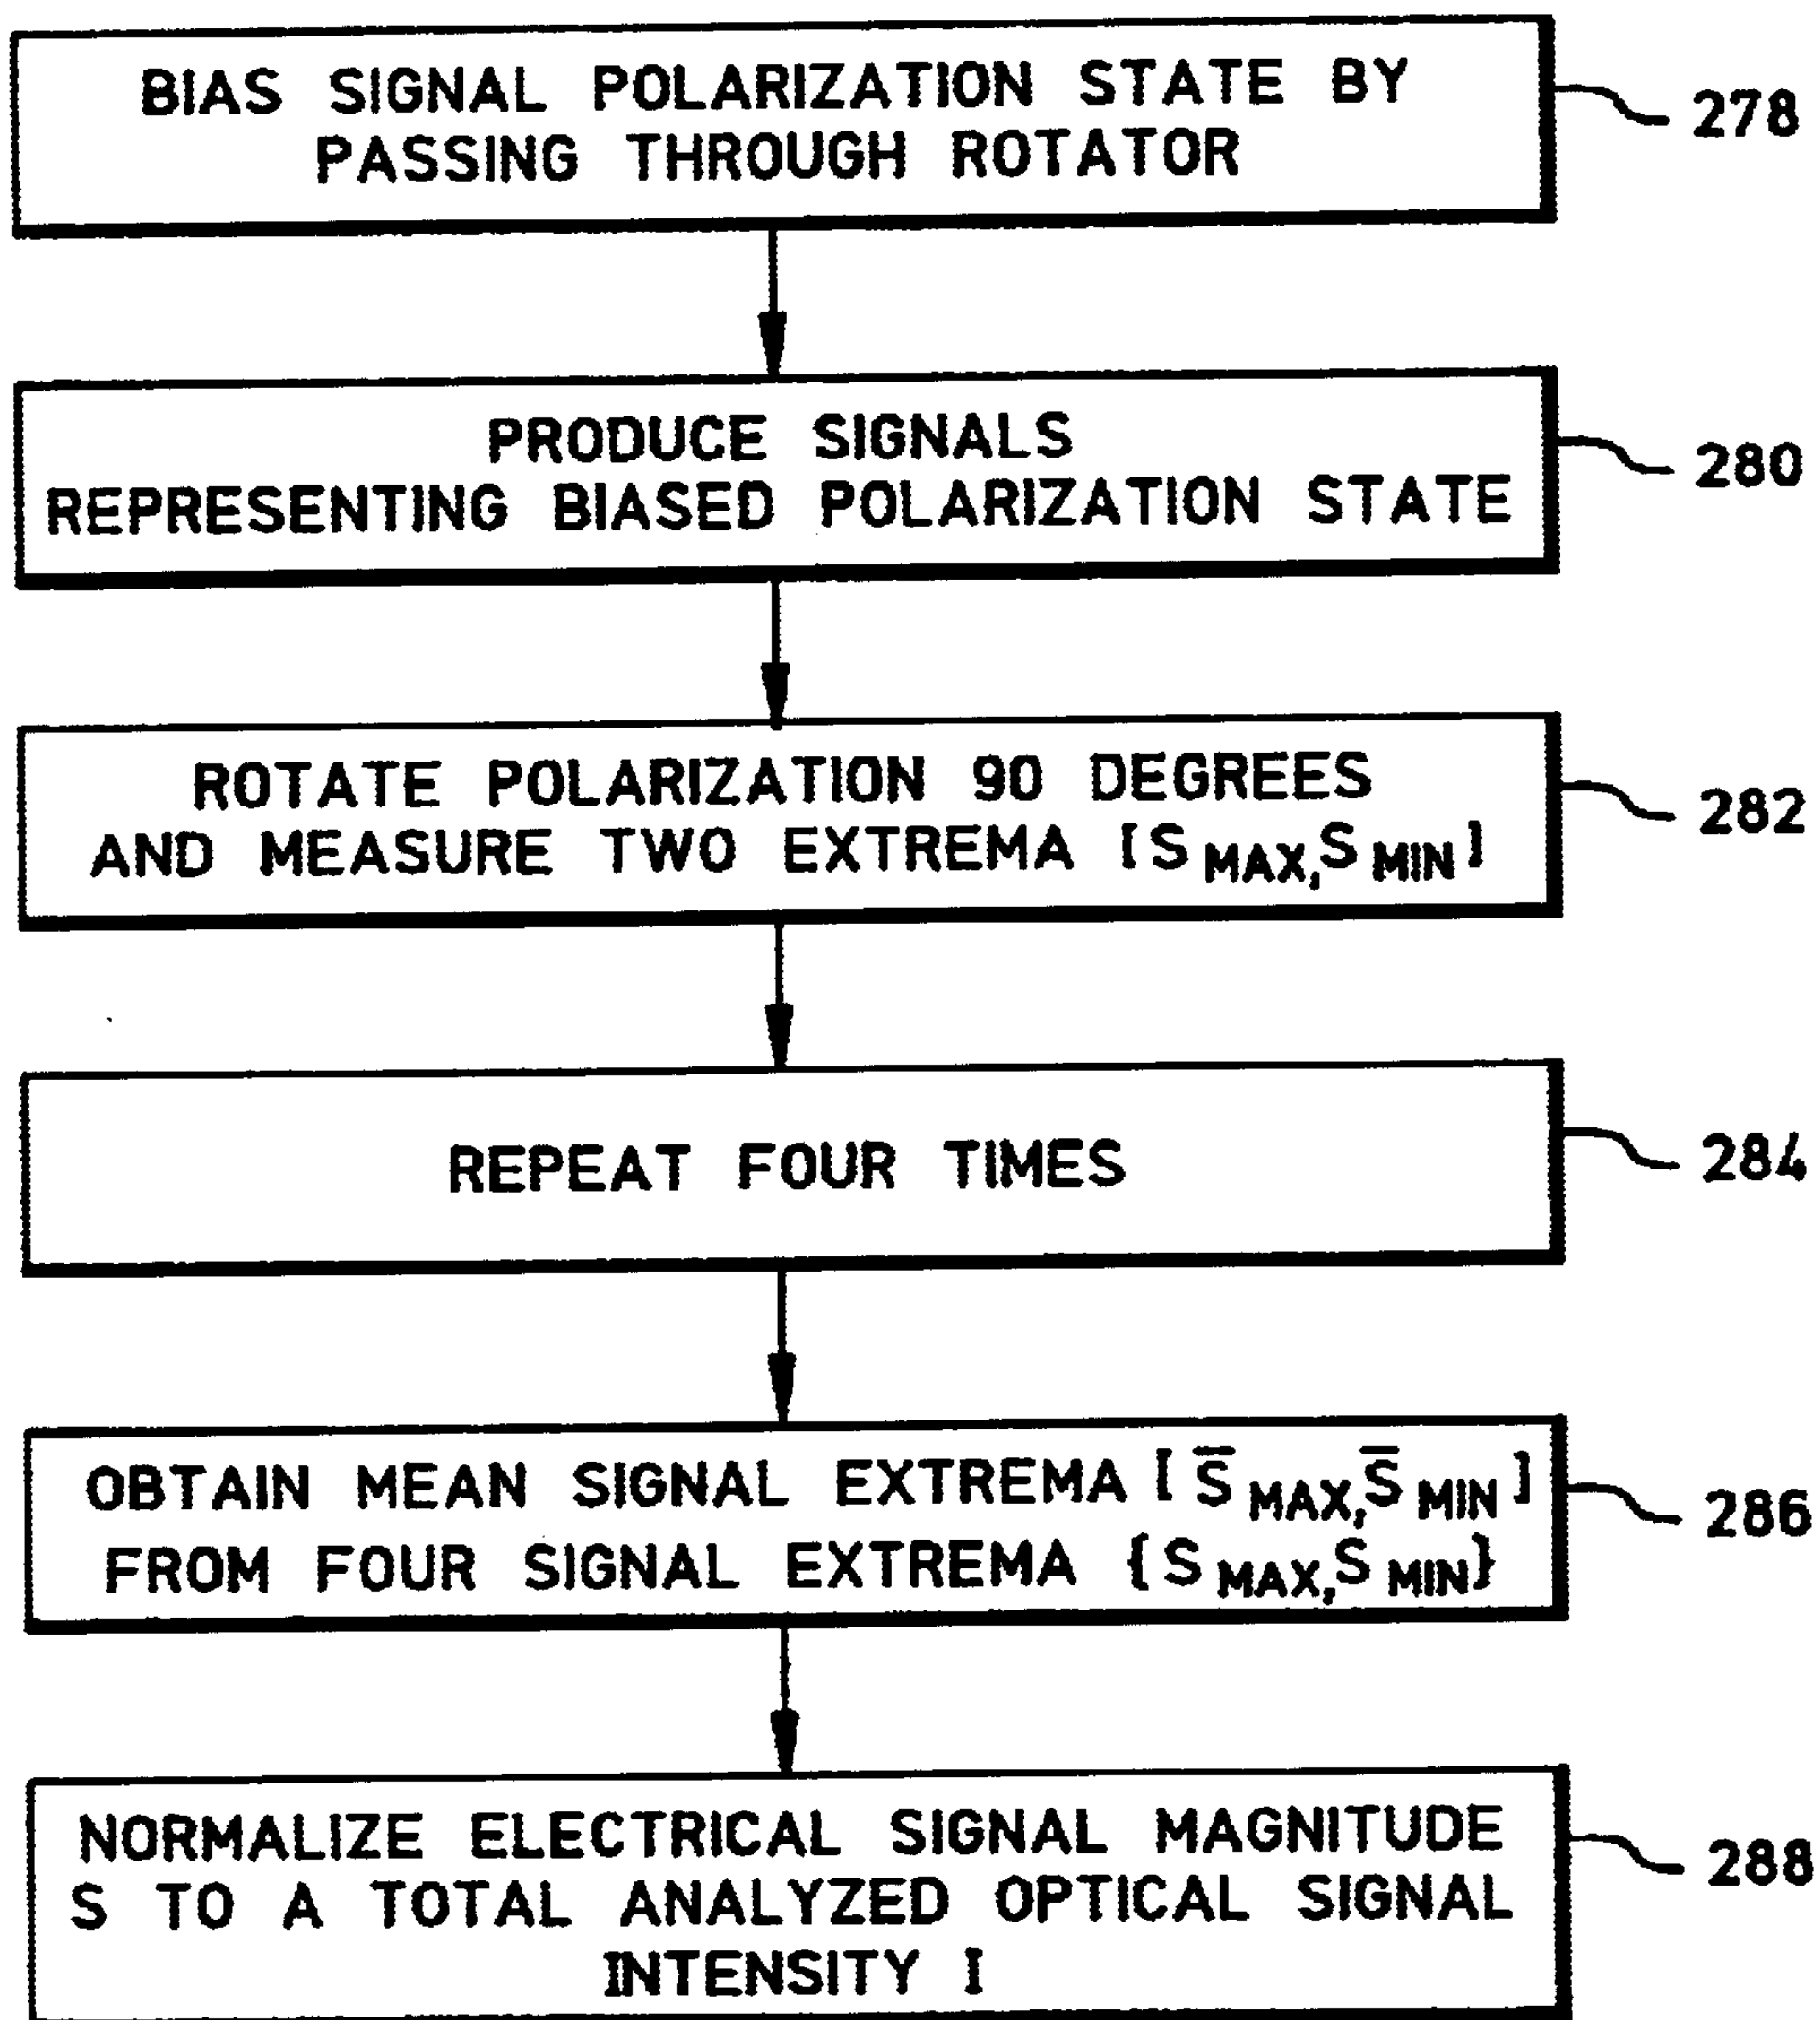 BIAS SIGNAL POLARIZATION STATE BY
PASSING THROUGH ROTATOR
278
PRODUCE SIGNALS
REPRESENTING BIASED POLARIZATION STATE
280
ROTATE POLARIZATION 90 DEGREES
AND MEASURE TWO EXTREMA [S MAX, S MIN]
282
REPEAT FOUR TIMES
284
OBTAIN MEAN SIGNAL EXTREMA [S̅ MAX, S̅ MIN]
FROM FOUR SIGNAL EXTREMA {S MAX, S MIN}
286
NORMALIZE ELECTRICAL SIGNAL MAGNITUDE
S TO A TOTAL ANALYZED OPTICAL SIGNAL
INTENSITY I
288